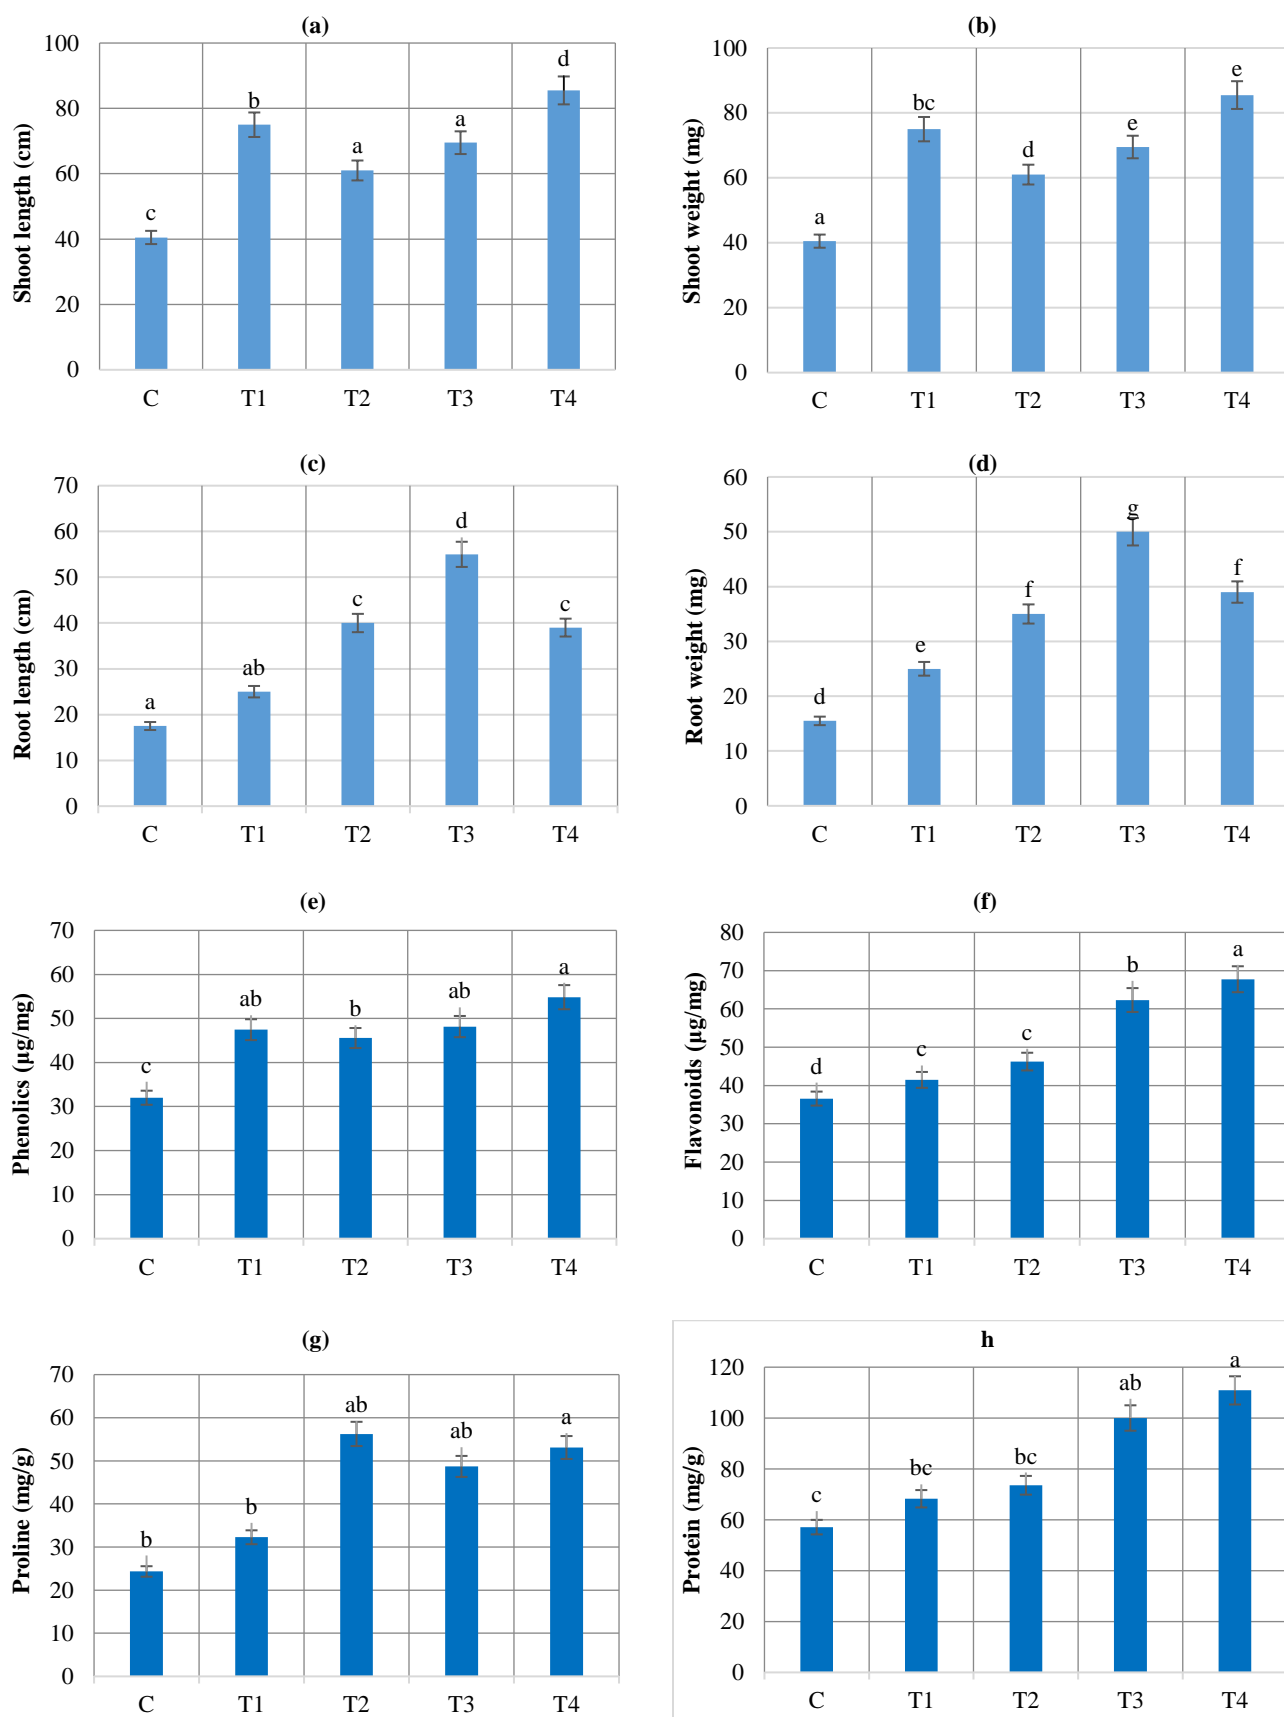 (a)
Shoot length (cm)
100
80
60
40
20
0
c
b
a
a
d
C T1 T2 T3 T4
(b)
Shoot weight (mg)
100
80
60
40
20
0
a
bc
d
e
e
C T1 T2 T3 T4
(c)
Root length (cm)
70
60
50
40
30
20
10
0
a
ab
c
d
c
C T1 T2 T3 T4
(d)
Root weight (mg)
60
50
40
30
20
10
0
d
e
f
g
f
C T1 T2 T3 T4
(e)
Phenolics (µg/mg)
70
60
50
40
30
20
10
0
c
ab
b
ab
a
C T1 T2 T3 T4
(f)
Flavonoids (µg/mg)
80
70
60
50
40
30
20
10
0
d
c
c
b
a
C T1 T2 T3 T4
(g)
Proline (mg/g)
70
60
50
40
30
20
10
0
b
b
ab
ab
a
C T1 T2 T3 T4
h
Protein (mg/g)
120
100
80
60
40
20
0
c
bc
bc
ab
a
C T1 T2 T3 T4